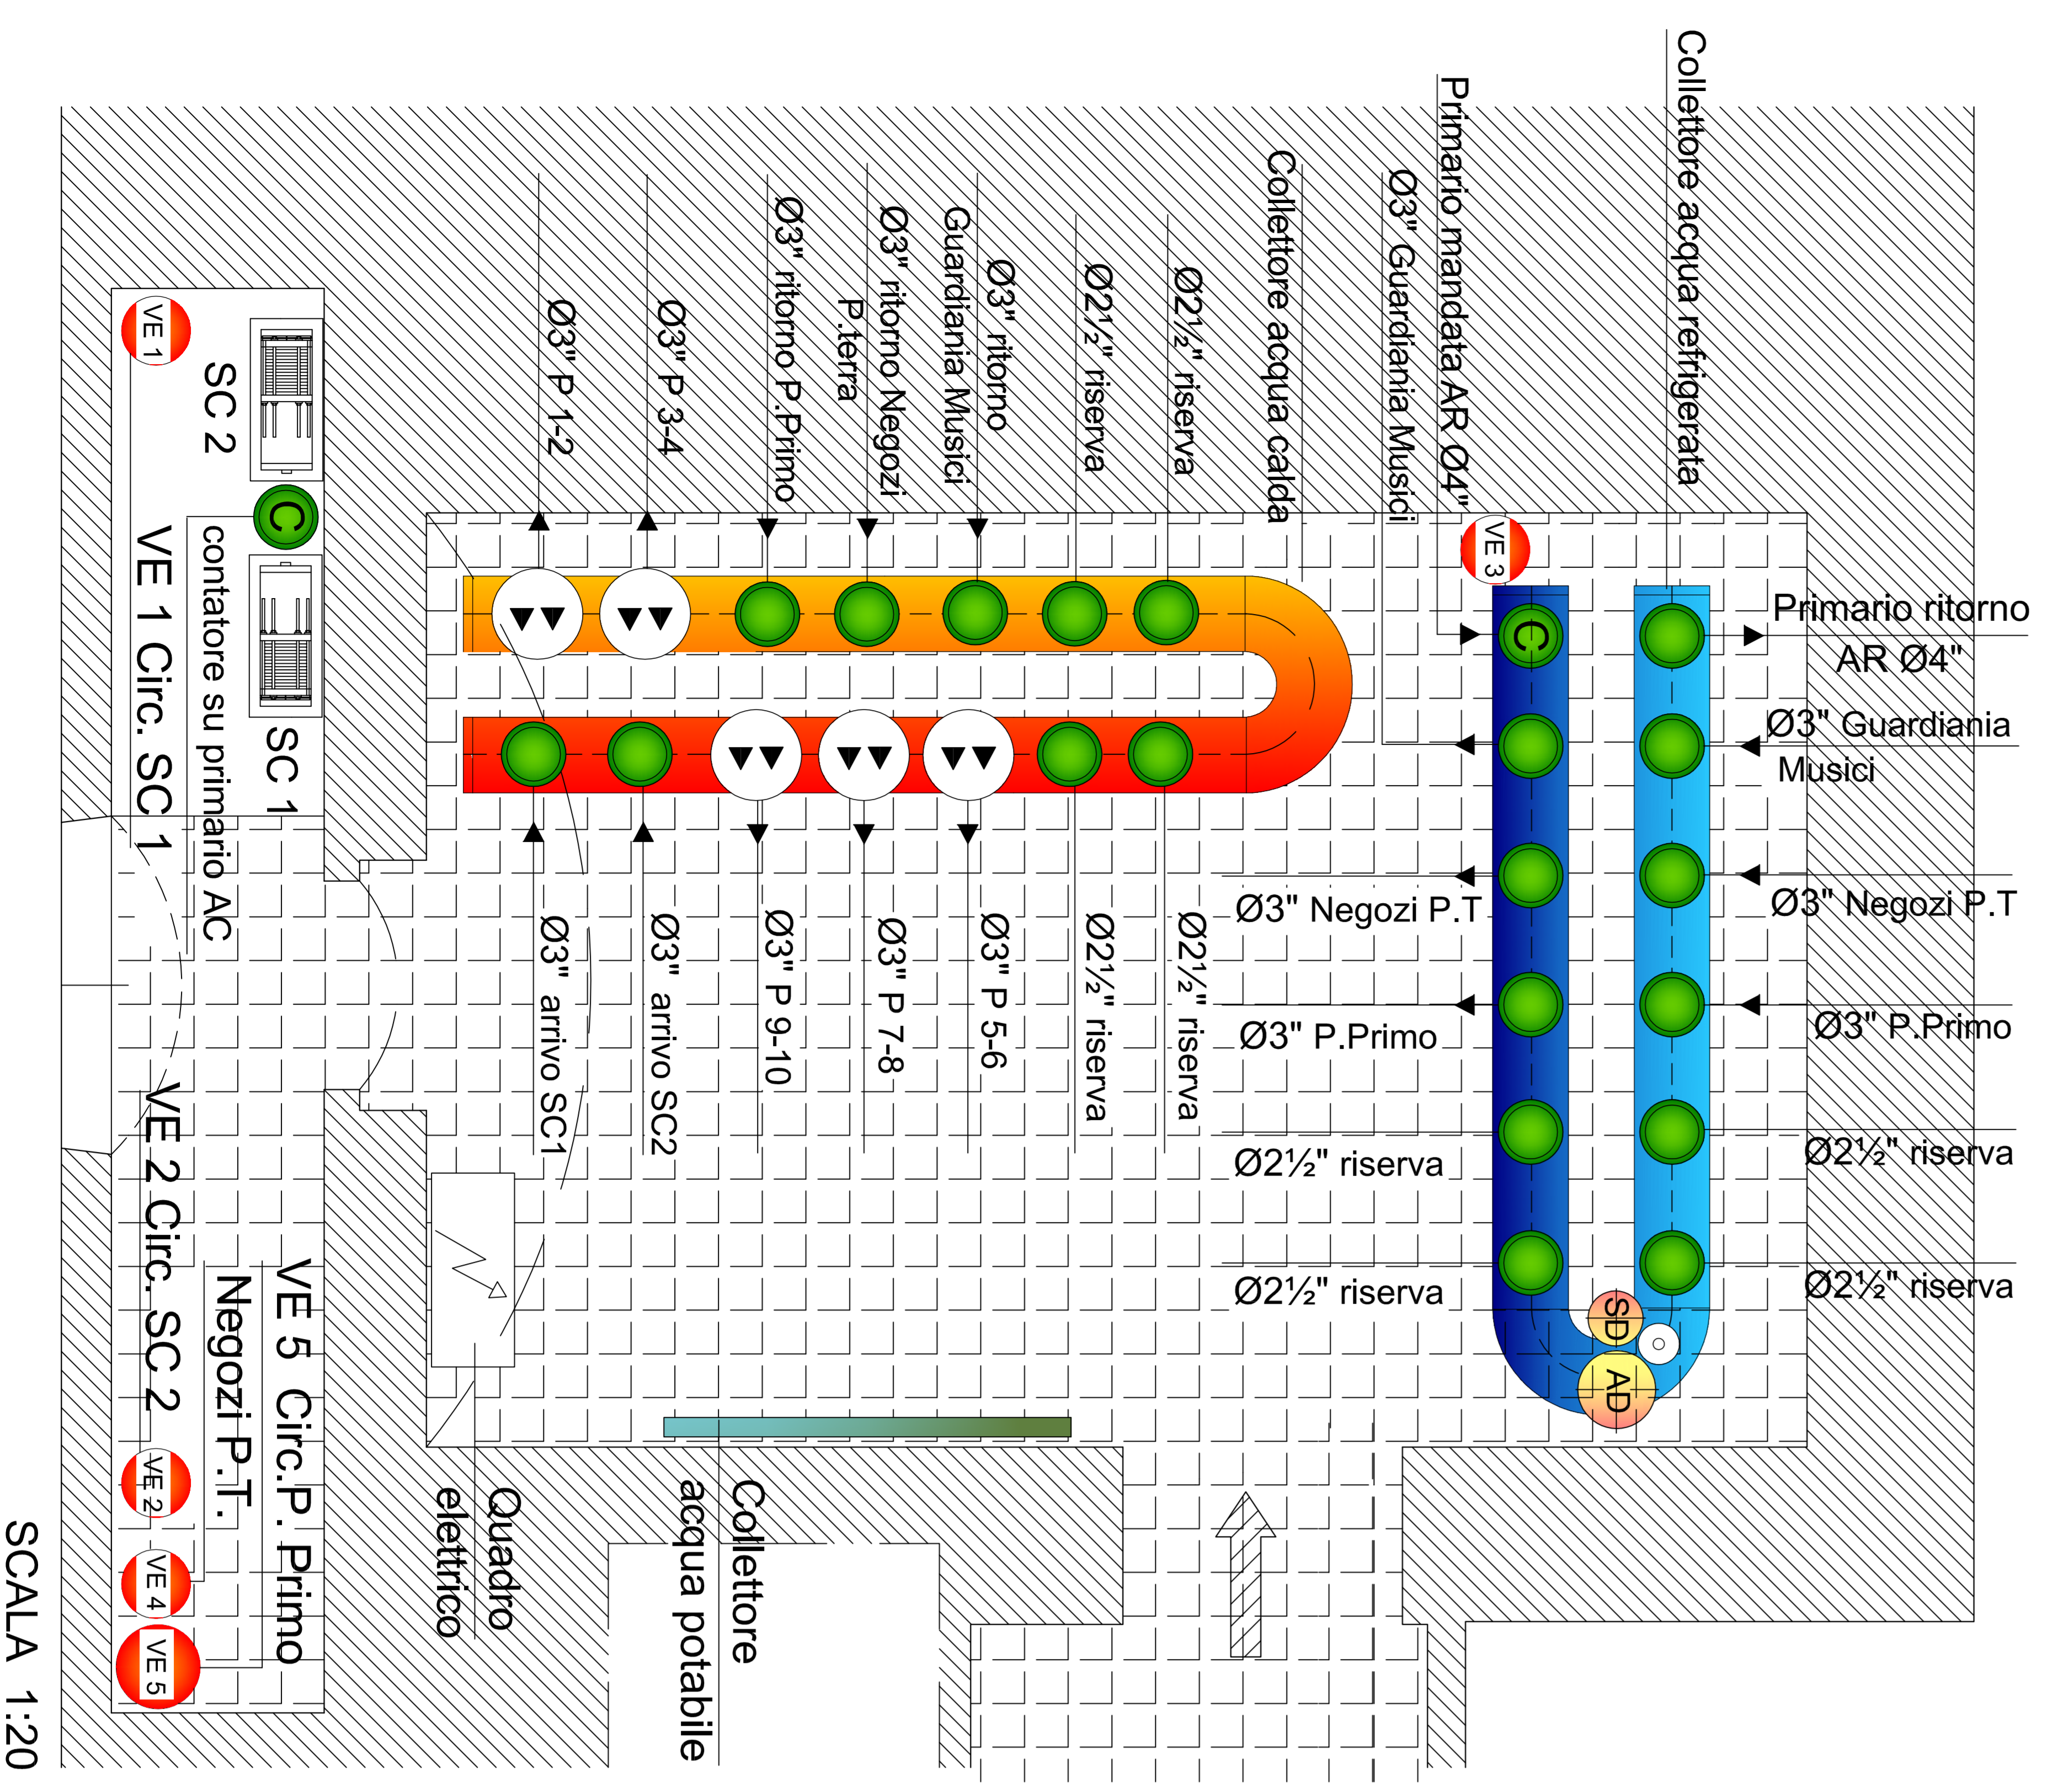 Collettore acqua refrigerata
Primario mandata AR Ø4"
Ø3" Guardiania Musici
Collettore acqua calda
Ø2½" riserva
Ø2½" riserva
Ø3" ritorno
Guardiania Musici
Ø3" ritorno Negozi
P.terra
Ø3" ritorno P.Primo
Ø3" P 3-4
Ø3" P 1-2
VE 1
SC 2
C
SC 1
contatore su primario AC
VE 1 Circ. SC 1
VE 3
C
Primario ritorno
AR Ø4"
Ø3" Guardiania
Musici
Ø3" Negozi P.T
Ø3" Negozi P.T
Ø3" P.Primo
Ø3" P.Primo
Ø2½" riserva
Ø2½" riserva
Ø2½" riserva
Ø2½" riserva
SD
AD
Ø2½" riserva
Ø2½" riserva
Ø3" P 5-6
Ø3" P 7-8
Ø3" P 9-10
Ø3" arrivo SC2
Ø3" arrivo SC1
VE 5 Circ.P. Primo
Negozi P.T.
VE 2 Circ. SC 2
VE 2
VE 4
VE 5
Quadro
elettrico
Collettore
acqua potabile
SCALA 1:20